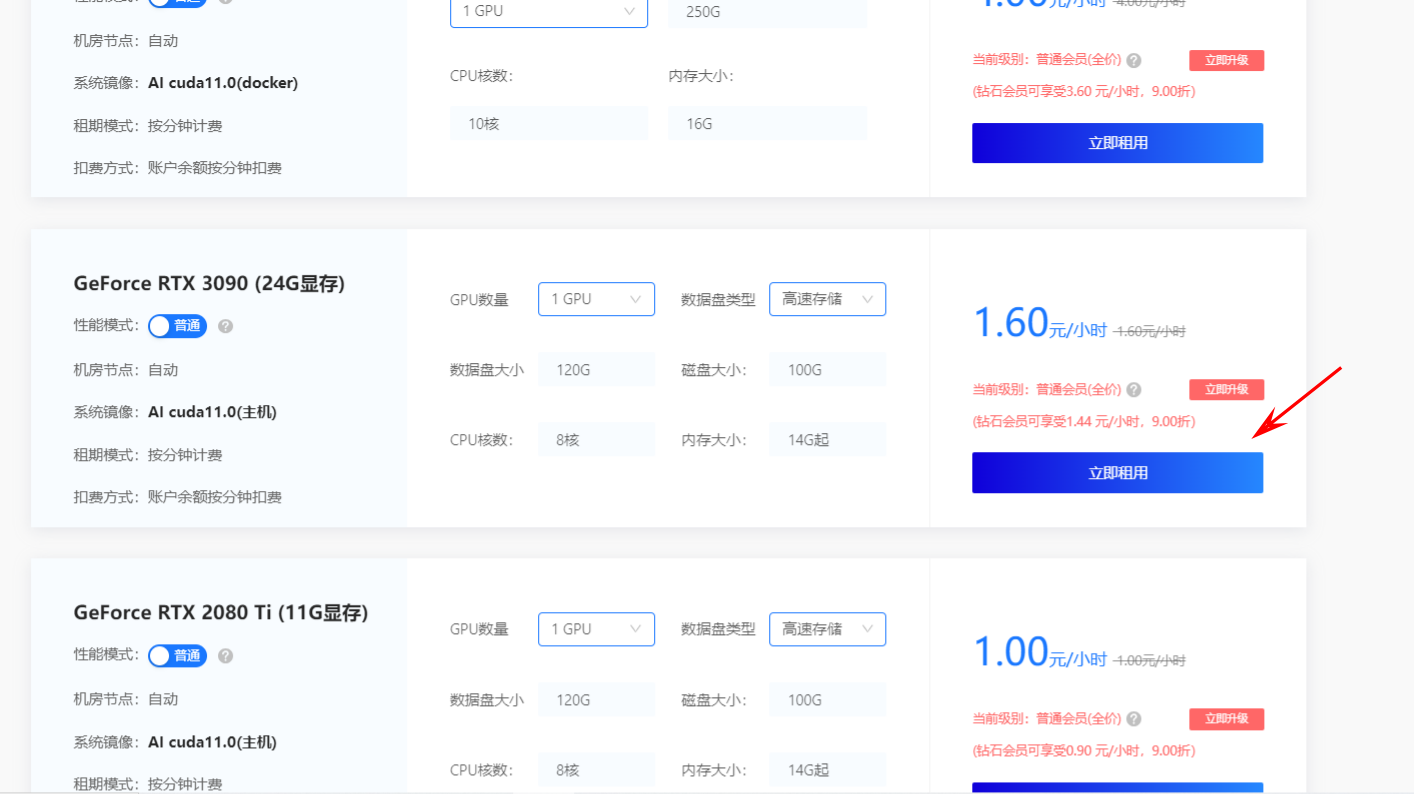 1 GPU
250G
元/小时 4.00元/小时
机房节点：自动
CPU核数：
内存大小：
当前级别：普通会员(全价)
立即升级
系统镜像：AI cuda11.0(docker)
(钻石会员可享受3.60 元/小时，9.00折)
租期模式：按分钟计费
10核
16G
立即租用
扣费方式：账户余额按分钟扣费
GeForce RTX 3090 (24G显存)
GPU数量
1 GPU
数据盘类型
高速存储
性能模式：普通
1.60元/小时 1.60元/小时
机房节点：自动
数据盘大小
120G
磁盘大小：
100G
当前级别：普通会员(全价)
立即升级
系统镜像：AI cuda11.0(主机)
(钻石会员可享受1.44 元/小时，9.00折)
CPU核数：
8核
内存大小：
14G起
租期模式：按分钟计费
立即租用
扣费方式：账户余额按分钟扣费
GeForce RTX 2080 Ti (11G显存)
GPU数量
1 GPU
数据盘类型
高速存储
性能模式：普通
1.00元/小时 1.00元/小时
机房节点：自动
数据盘大小
120G
磁盘大小：
100G
当前级别：普通会员(全价)
立即升级
系统镜像：AI cuda11.0(主机)
(钻石会员可享受0.90 元/小时，9.00折)
CPU核数：
8核
内存大小：
14G起
租期模式：按分钟计费